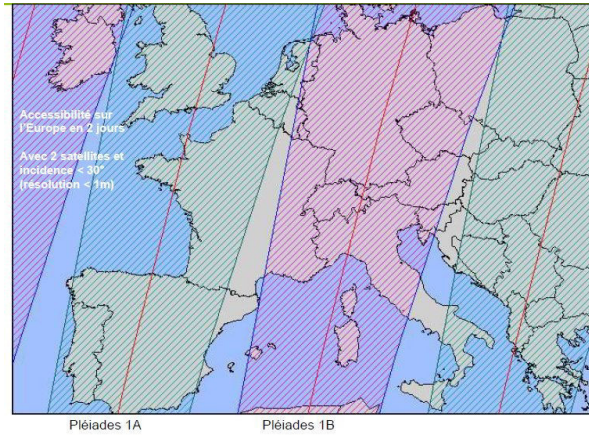 Accessibilité sur
l'Europe en 2 jours
Avec 2 satellites et
incidence < 30°
(résolution < 1m)
Pléiades 1A
Pléiades 1B